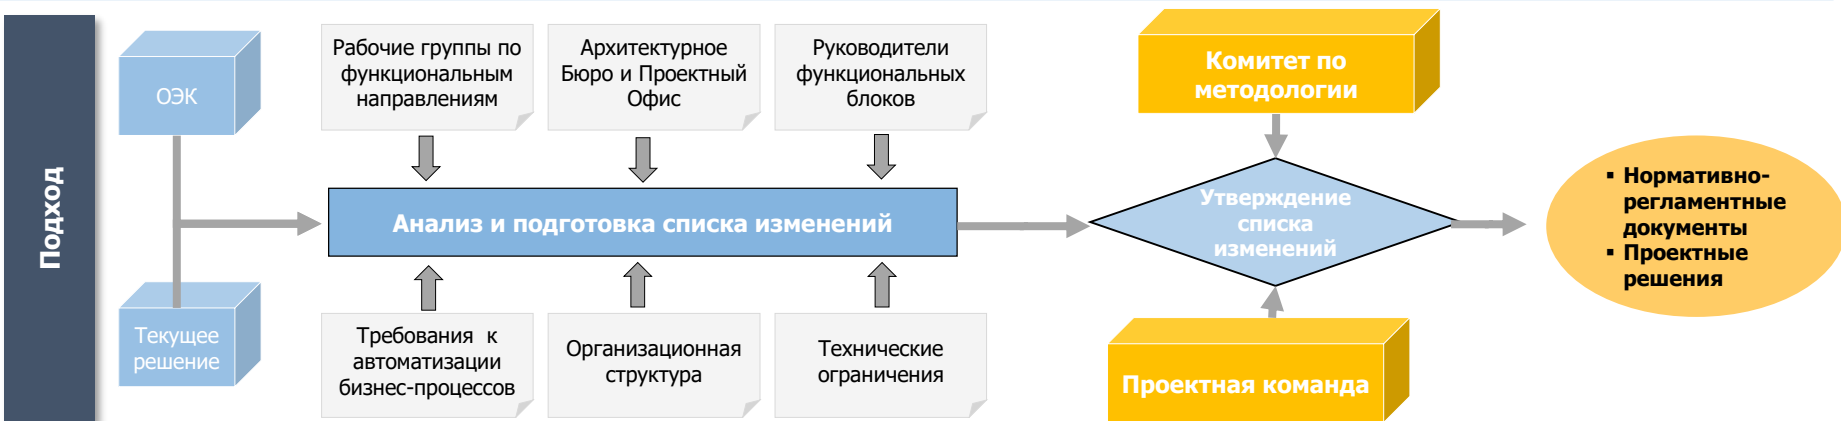 Подход
ОЭК
Текущее
решение
Рабочие группы по
функциональным
направлениям
Архитектурное
Бюро и Проектный
Офис
Руководители
функциональных
блоков
Анализ и подготовка списка изменений
Требования к
автоматизации
бизнес-процессов
Организационная
структура
Технические
ограничения
Комитет по
методологии
Утверждение
списка
изменений
Проектная команда
▪ Нормативно-
регламентные
документы
▪ Проектные
решения